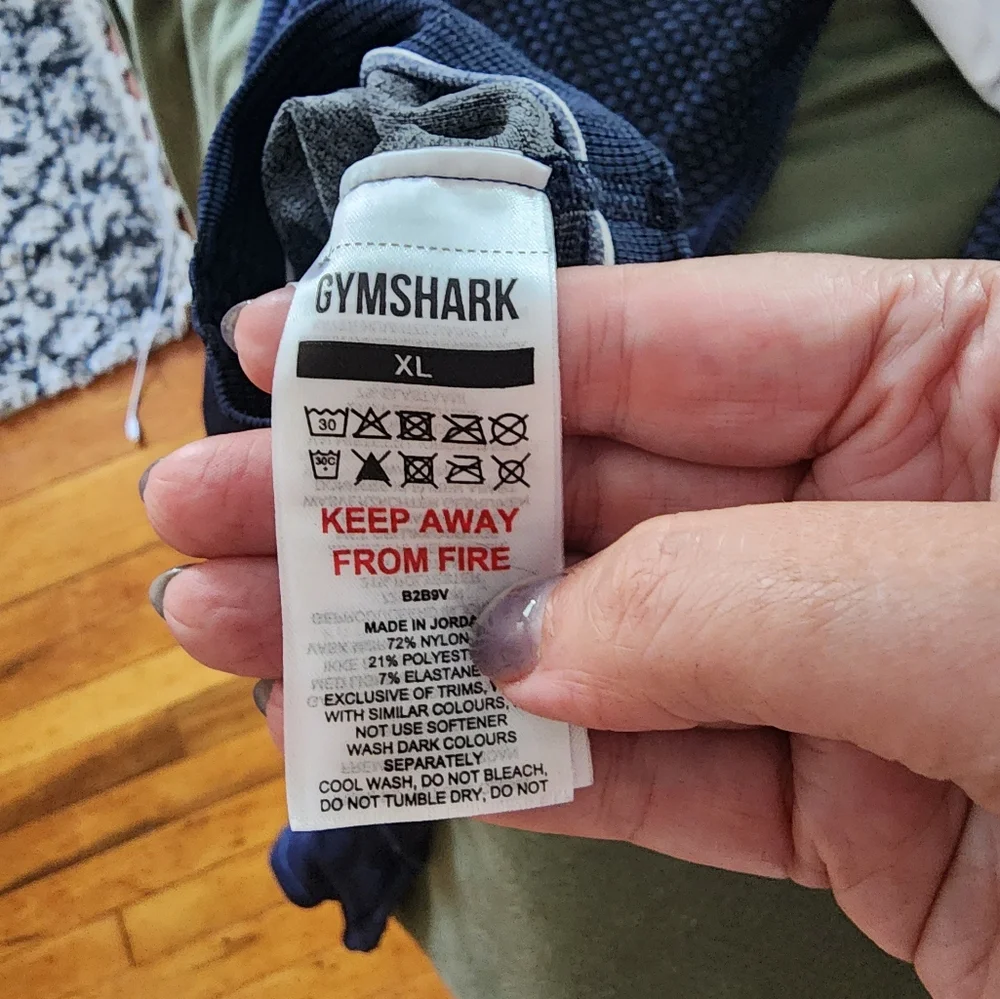 GYMSHARK
XL
30
30C
KEEP AWAY
FROM FIRE
B2B9V
MADE IN
72% NYLON
21%
7% ELASTANE
EXCLUSIVE OF TRIMS,
WITH SIMILAR COLOURS,
NOT USE SOFTENER
WASH DARK COLOURS
SEPARATELY
COOL WASH, DO NOT BLEACH,
DO NOT TUMBLE DRY, DO NOT